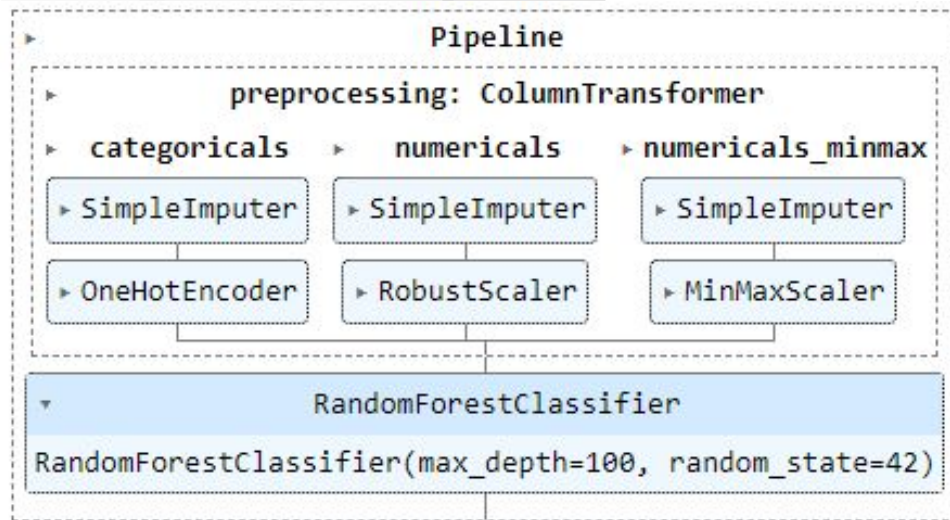 Pipeline
preprocessing: ColumnTransformer
categoricals numericals numericals_minmax
SimpleImputer SimpleImputer SimpleImputer
OneHotEncoder RobustScaler MinMaxScaler
RandomForestClassifier
RandomForestClassifier(max_depth=100, random_state=42)